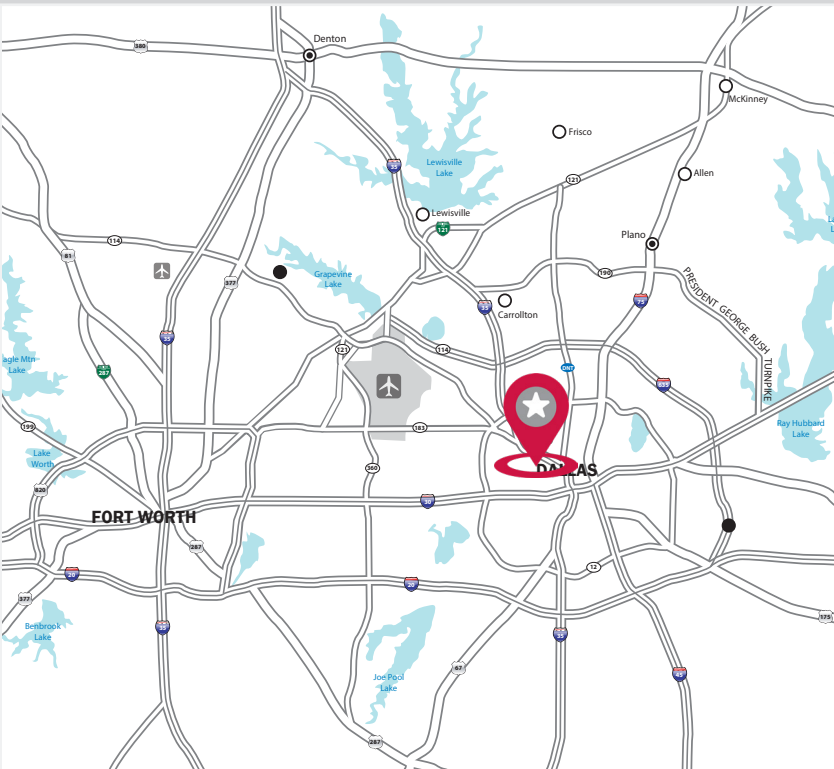 Denton
380
McKinney
Frisco
35
Lewisville
Lake
121
Allen
Lewisville
121
Plano
114
81
190
Grapevine
Lake
377
PRESIDENT GEORGE BUSH TURNPIKE
75
35
Carrollton
35
121
114
agle Mtn
Lake
DNT
287
635
199
183
Ray Hubbard
Lake
Lake
Worth
360
DALLAS
820
30
FORT WORTH
287
12
20
20
377
175
Benbrook
Lake
35
35
67
45
Joe Pool
Lake
287